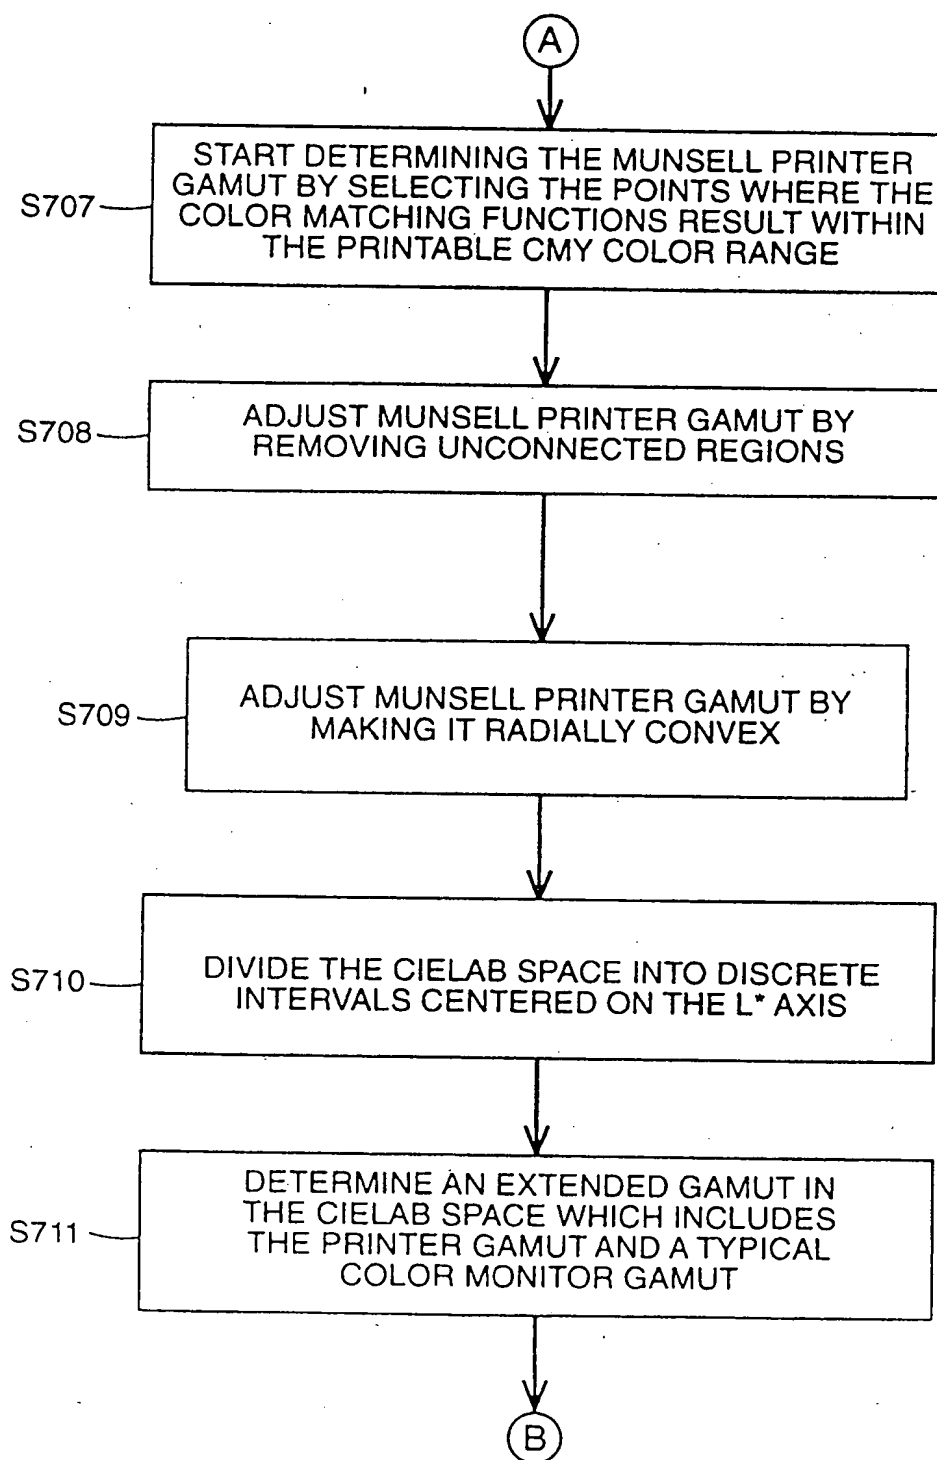 A
S707
START DETERMINING THE MUNSELL PRINTER
GAMUT BY SELECTING THE POINTS WHERE THE
COLOR MATCHING FUNCTIONS RESULT WITHIN
THE PRINTABLE CMY COLOR RANGE
S708
ADJUST MUNSELL PRINTER GAMUT BY
REMOVING UNCONNECTED REGIONS
S709
ADJUST MUNSELL PRINTER GAMUT BY
MAKING IT RADIALLY CONVEX
S710
DIVIDE THE CIELAB SPACE INTO DISCRETE
INTERVALS CENTERED ON THE L* AXIS
S711
DETERMINE AN EXTENDED GAMUT IN
THE CIELAB SPACE WHICH INCLUDES
THE PRINTER GAMUT AND A TYPICAL
COLOR MONITOR GAMUT
B